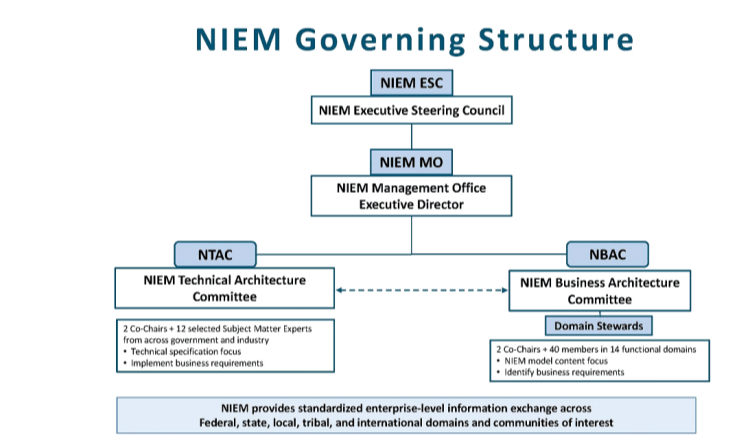 NIEM Governing Structure
NIEM ESC
NIEM Executive Steering Council
NIEM MO
NIEM Management Office
Executive Director
NTAC
NIEM Technical Architecture
Committee
2 Co-Chairs + 12 selected Subject Matter Experts
from across government and industry
• Technical specification focus
• Implement business requirements
NBAC
NIEM Business Architecture
Committee
Domain Stewards
2 Co-Chairs + 40 members in 14 functional domains
• NIEM model content focus
• Identify business requirements
NIEM provides standardized enterprise-level information exchange across
Federal, state, local, tribal, and international domains and communities of interest